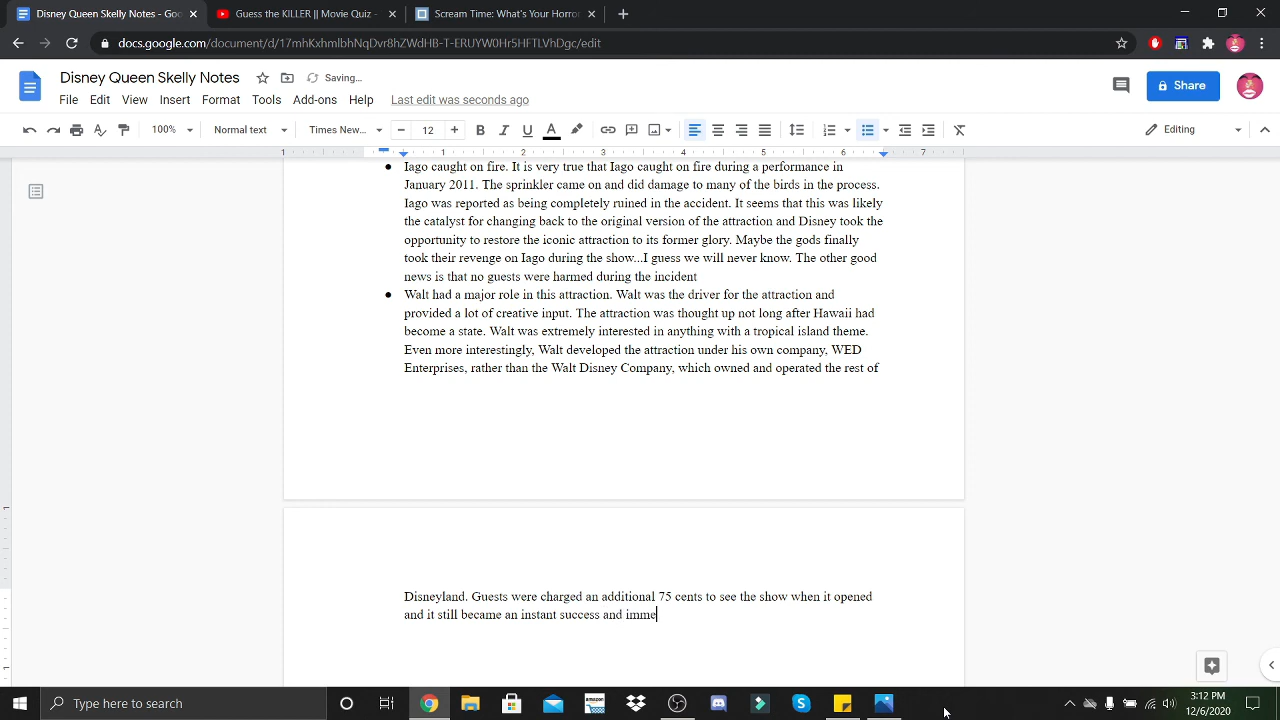 Disney Queen Skelly Notes - Goo
Guess the KILLER || Movie Quiz -
Scream Time: What's Your Horror
docs.google.com/document/d/17mhKxhmlbhNqDvr8hZWdHB-T-ERUYW0Hr5HFTLVhDgc/edit
Disney Queen Skelly Notes
Saving…
Share
File Edit View Insert Format Tools Add-ons Help Last edit was seconds ago
100% Normal text Times New... 12 Editing
1 1 2 3 4 5 6 7
● Iago caught on fire. It is very true that Iago caught on fire during a performance in
January 2011. The sprinkler came on and did damage to many of the birds in the process.
Iago was reported as being completely ruined in the accident. It seems that this was likely
the catalyst for changing back to the original version of the attraction and Disney took the
opportunity to restore the iconic attraction to its former glory. Maybe the gods finally
took their revenge on Iago during the show...I guess we will never know. The other good
news is that no guests were harmed during the incident
● Walt had a major role in this attraction. Walt was the driver for the attraction and
provided a lot of creative input. The attraction was thought up not long after Hawaii had
become a state. Walt was extremely interested in anything with a tropical island theme.
Even more interestingly, Walt developed the attraction under his own company, WED
Enterprises, rather than the Walt Disney Company, which owned and operated the rest of
Disneyland. Guests were charged an additional 75 cents to see the show when it opened
and it still became an instant success and imme
Type here to search
amazon
3:12 PM
12/6/2020